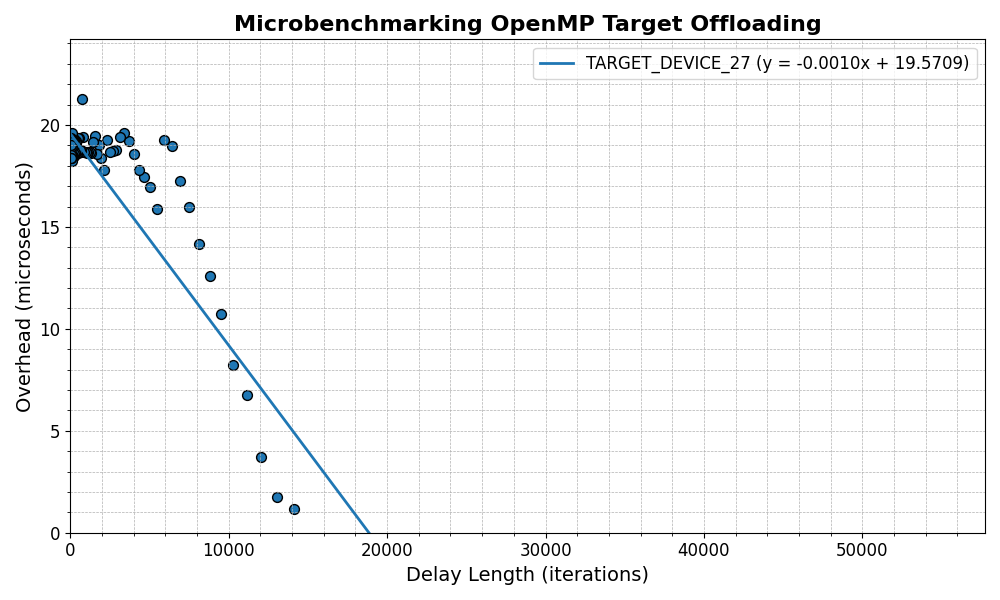 Microbenchmarking OpenMP Target Offloading
TARGET_DEVICE_27 (y = -0.0010x + 19.5709)
Overhead (microseconds)
20
15
10
5
0
0 10000 20000 30000 40000 50000
Delay Length (iterations)